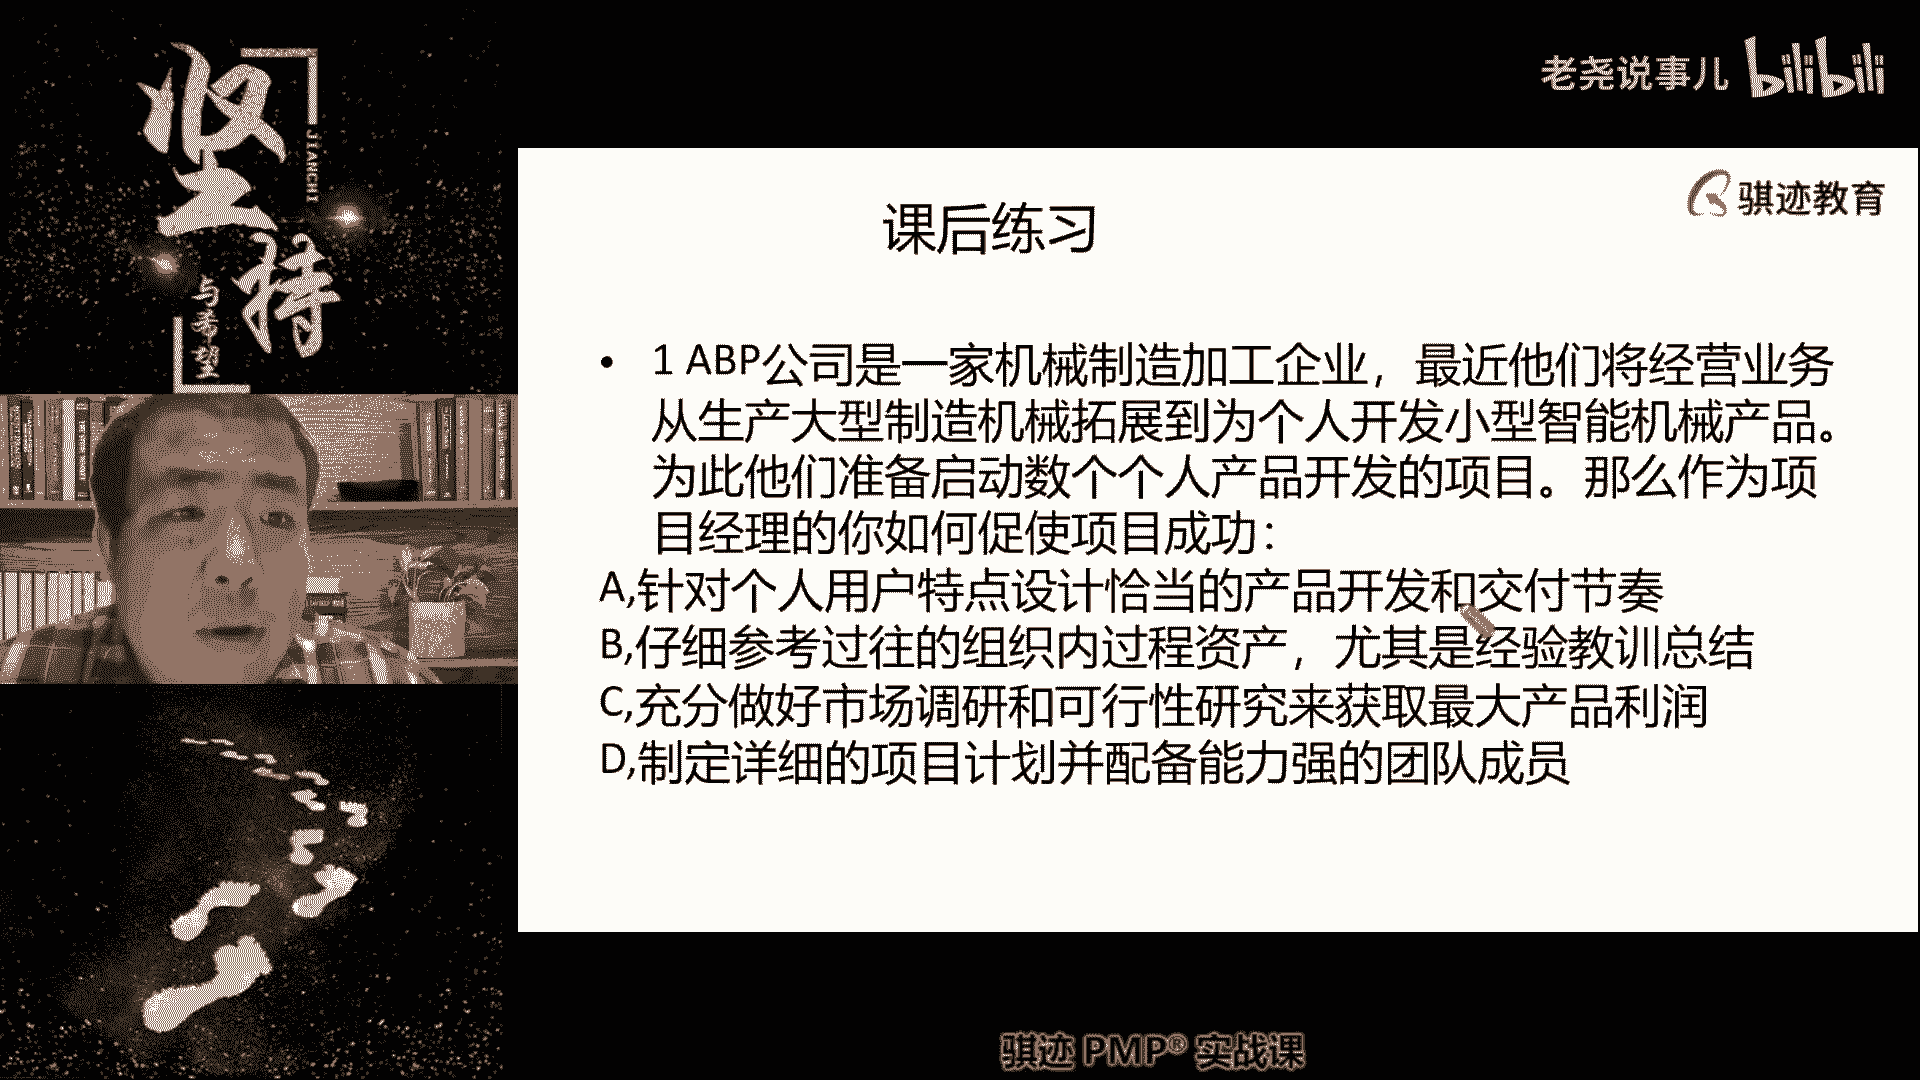 坚持
JIANCHI
与希望
老尧说事儿 bilibili
骐迹教育
课后练习
• 1 ABP公司是一家机械制造加工企业，最近他们将经营业务
从生产大型制造机械拓展到为个人开发小型智能机械产品。
为此他们准备启动数个个人产品开发的项目。那么作为项
目经理的你如何促使项目成功：
A,针对个人用户特点设计恰当的产品开发和交付节奏
B,仔细参考过往的组织内过程资产，尤其是经验教训总结
C,充分做好市场调研和可行性研究来获取最大产品利润
D,制定详细的项目计划并配备能力强的团队成员
骐迹 PMP® 实战课